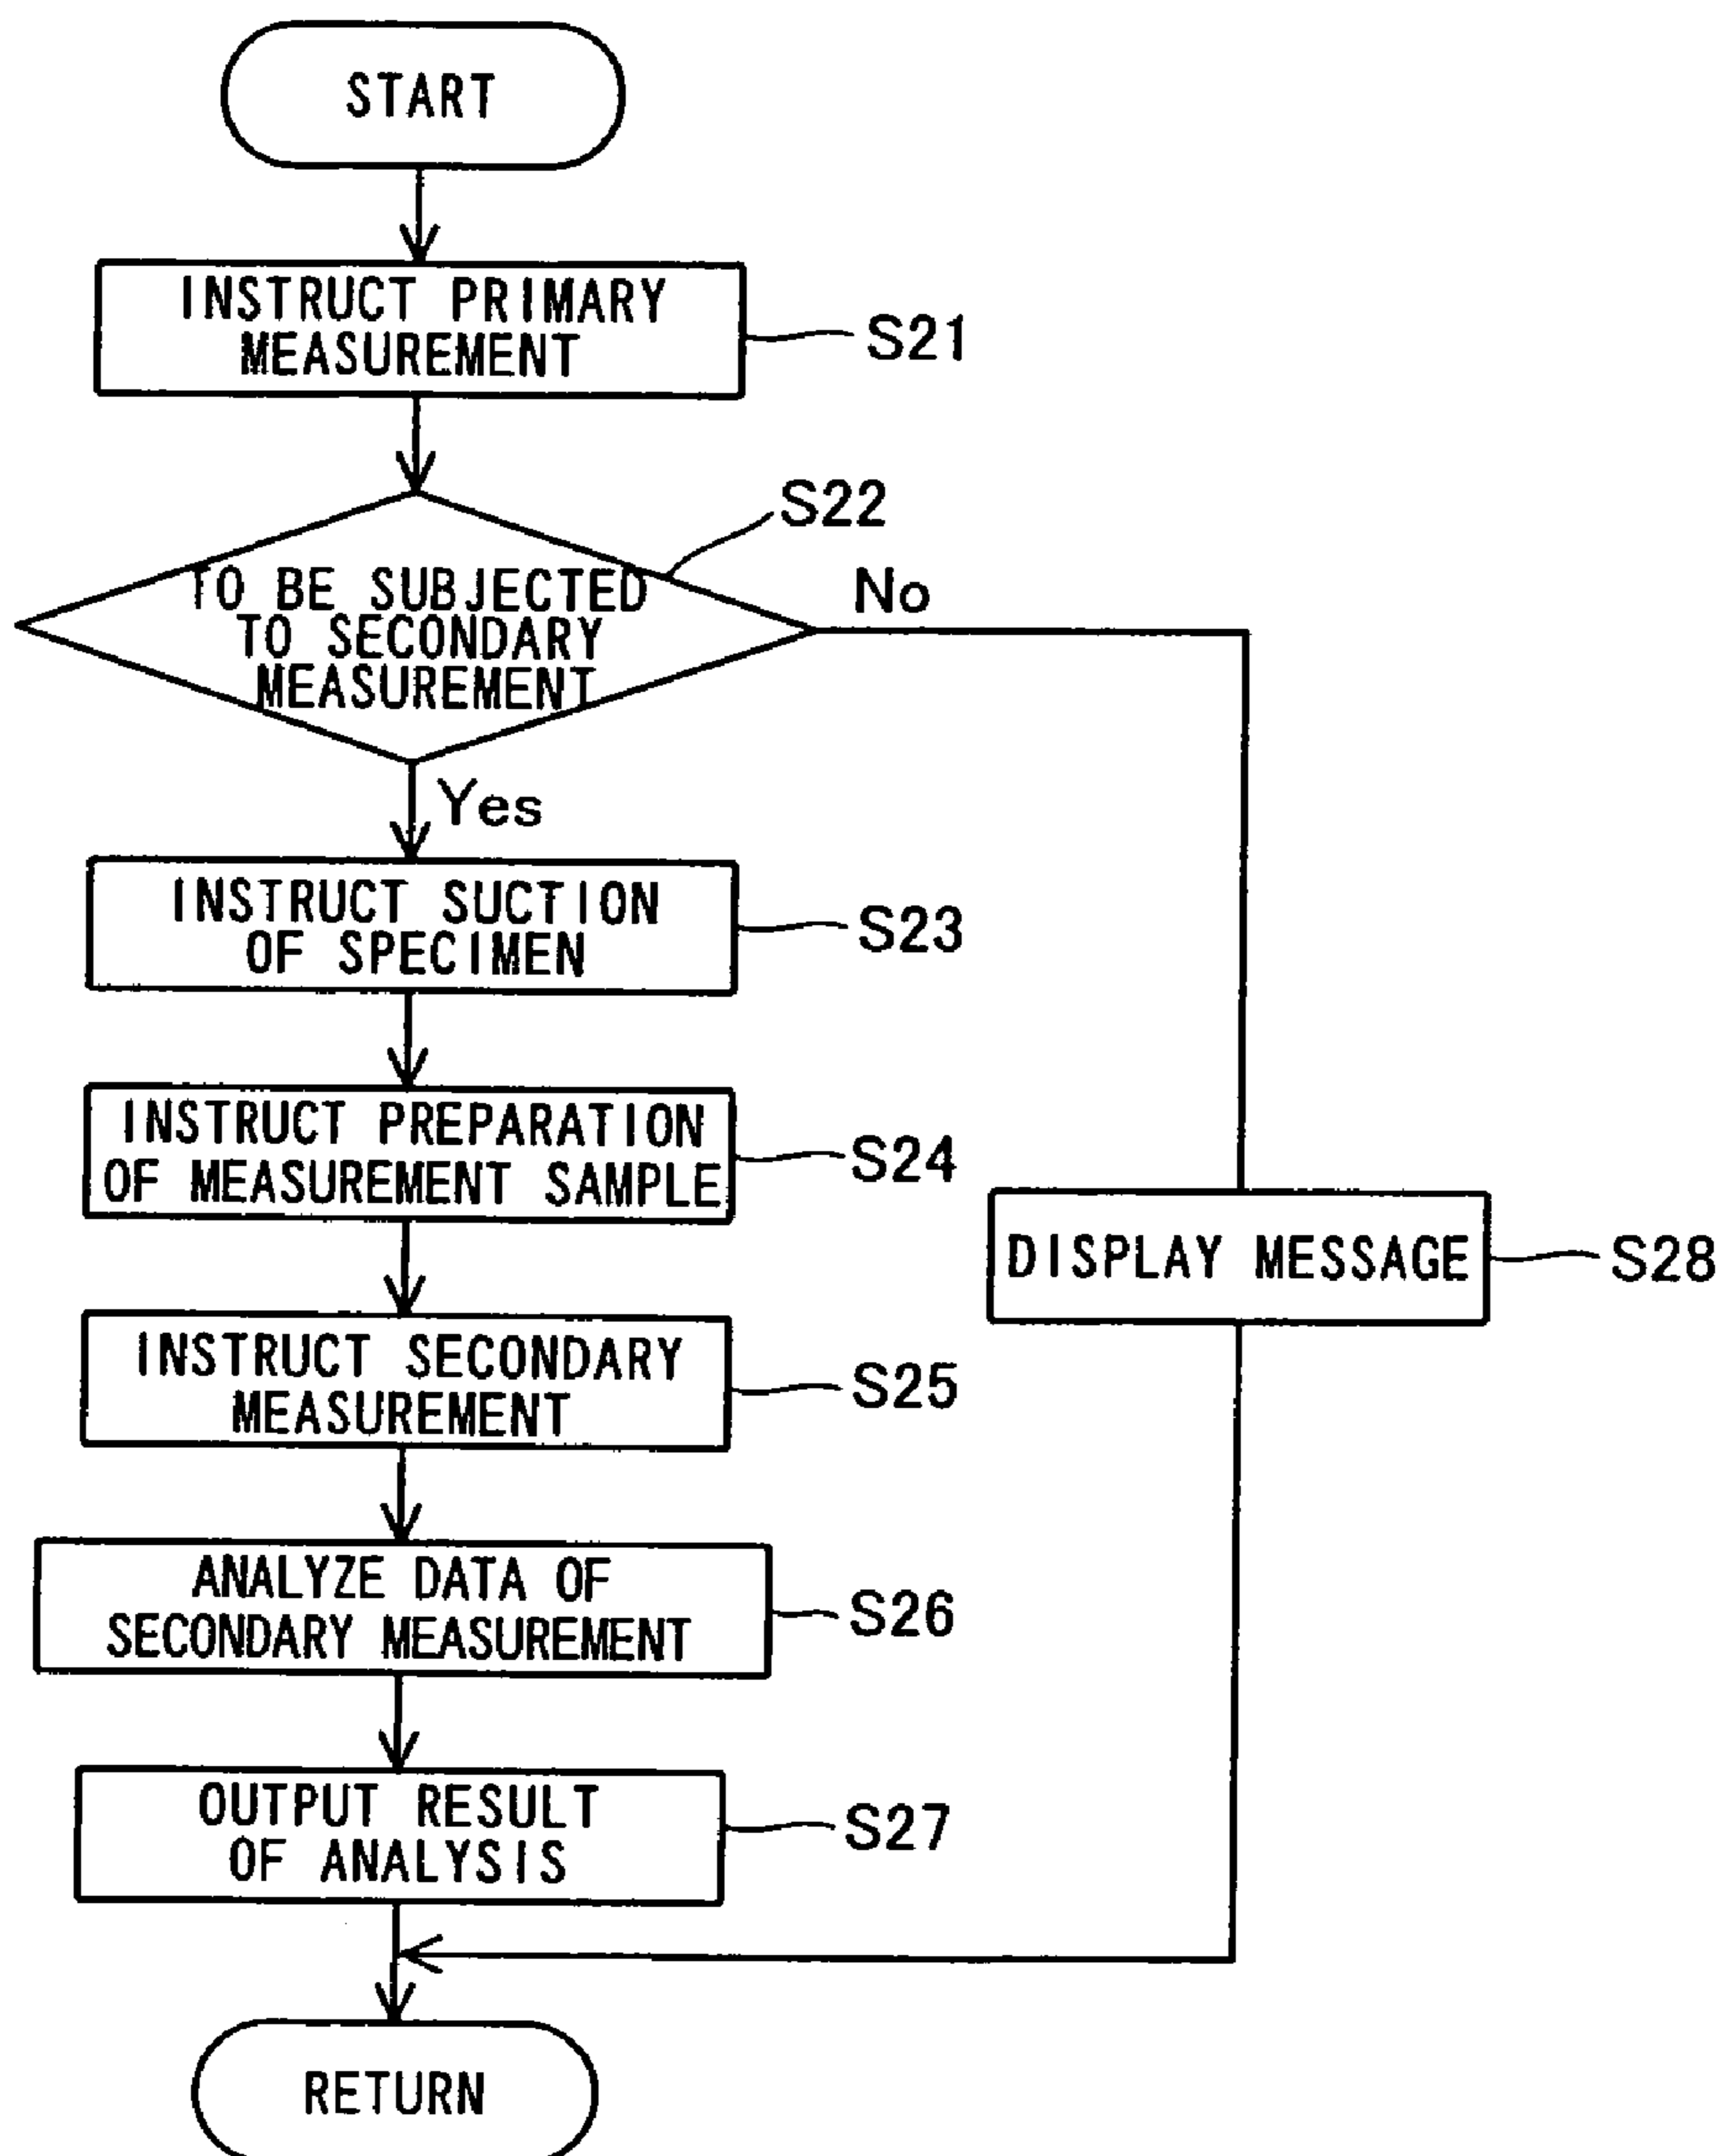 START
INSTRUCT PRIMARY
MEASUREMENT
S21
S22
TO BE SUBJECTED
TO SECONDARY
MEASUREMENT
No
Yes
INSTRUCT SUCTION
OF SPECIMEN
S23
INSTRUCT PREPARATION
OF MEASUREMENT SAMPLE
S24
DISPLAY MESSAGE
S28
INSTRUCT SECONDARY
MEASUREMENT
S25
ANALYZE DATA OF
SECONDARY MEASUREMENT
S26
OUTPUT RESULT
OF ANALYSIS
S27
RETURN